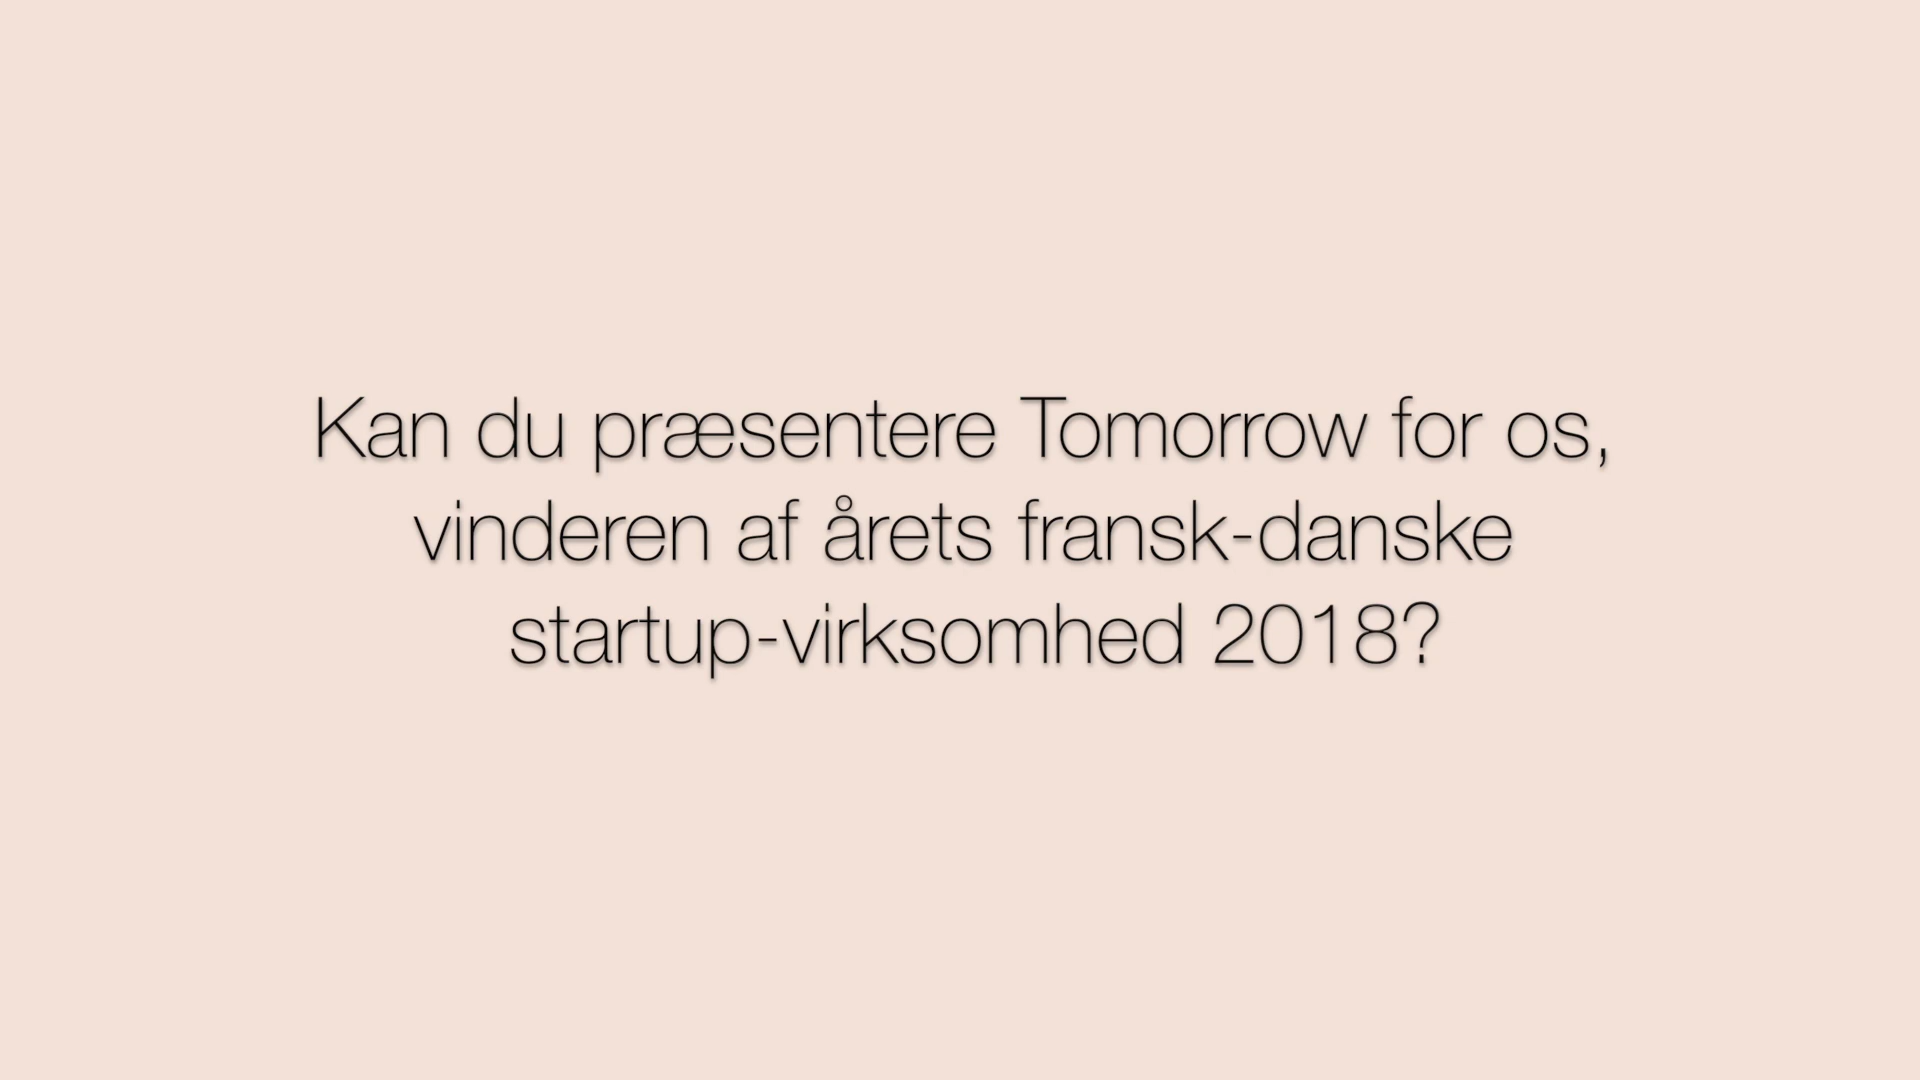 Kan du præsentere Tomorrow for os,
vinderen af årets fransk-danske
startup-virksomhed 2018?